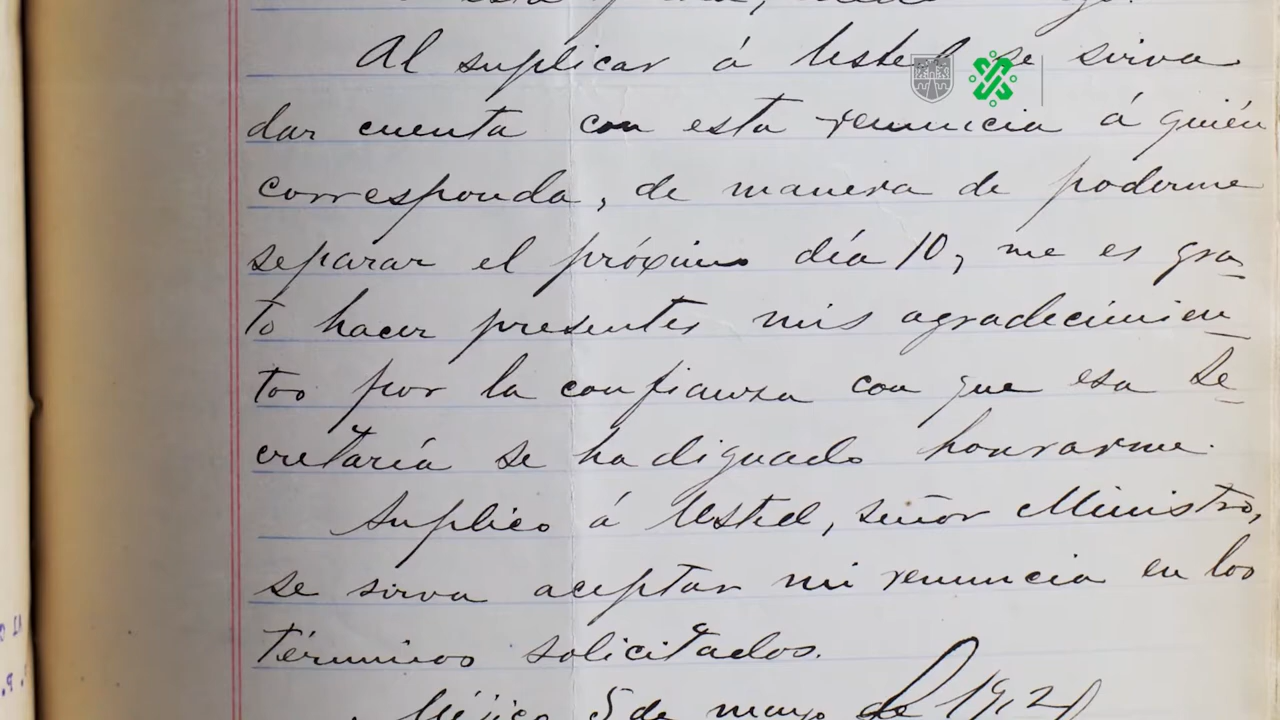 Al suplicar á Usted se sirva
dar cuenta con esta renuncia á quién
corresponda, de manera de poderme
separar el próximo día 10, me es gra-
to hacer presentes mis agradecimien-
tos por la confianza con que esa Se-
cretaría se ha dignado honrarme.
Suplico á Usted, señor Ministro,
se sirva aceptar mi renuncia en los
términos solicitados.
Méjico 5 de mayo de